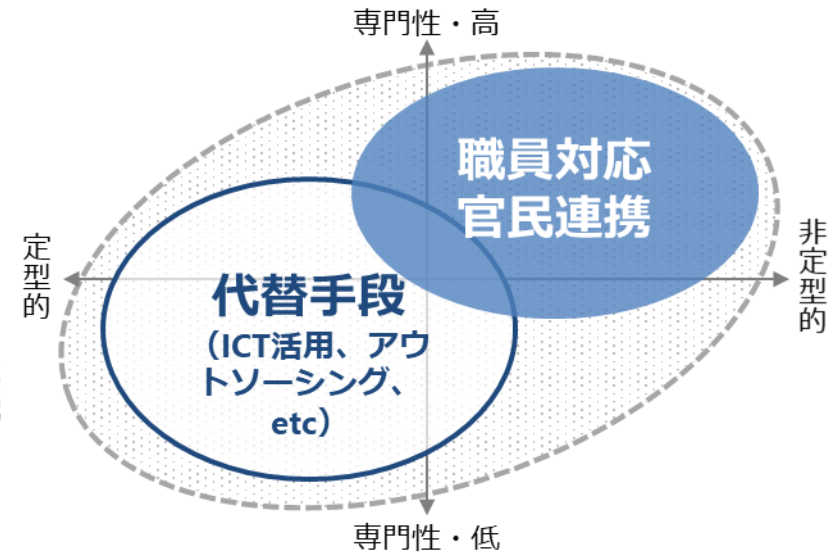 専門性・高
職員対応
官民連携
定型的
非定型的
代替手段
（ICT活用、アウ
トソーシング、
etc）
専門性・低